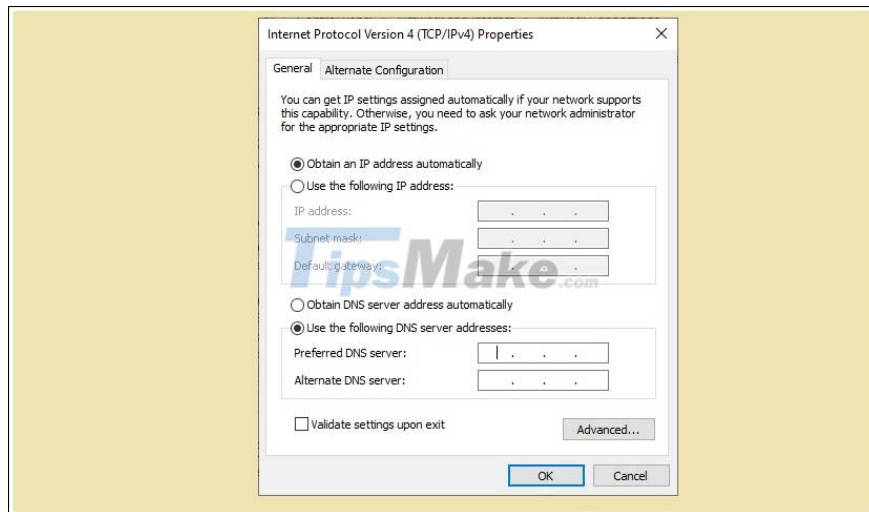 Internet Protocol Version 4 (TCP/IPv4) Properties
General
Alternate Configuration
You can get IP settings assigned automatically if your network supports
this capability. Otherwise, you need to ask your network administrator
for the appropriate IP settings.
Obtain an IP address automatically
Use the following IP address:
IP address:
Subnet mask:
Default gateway:
TipsMake.com
Obtain DNS server address automatically
Use the following DNS server addresses:
Preferred DNS server:
Alternate DNS server:
Validate settings upon exit
Advanced...
OK
Cancel